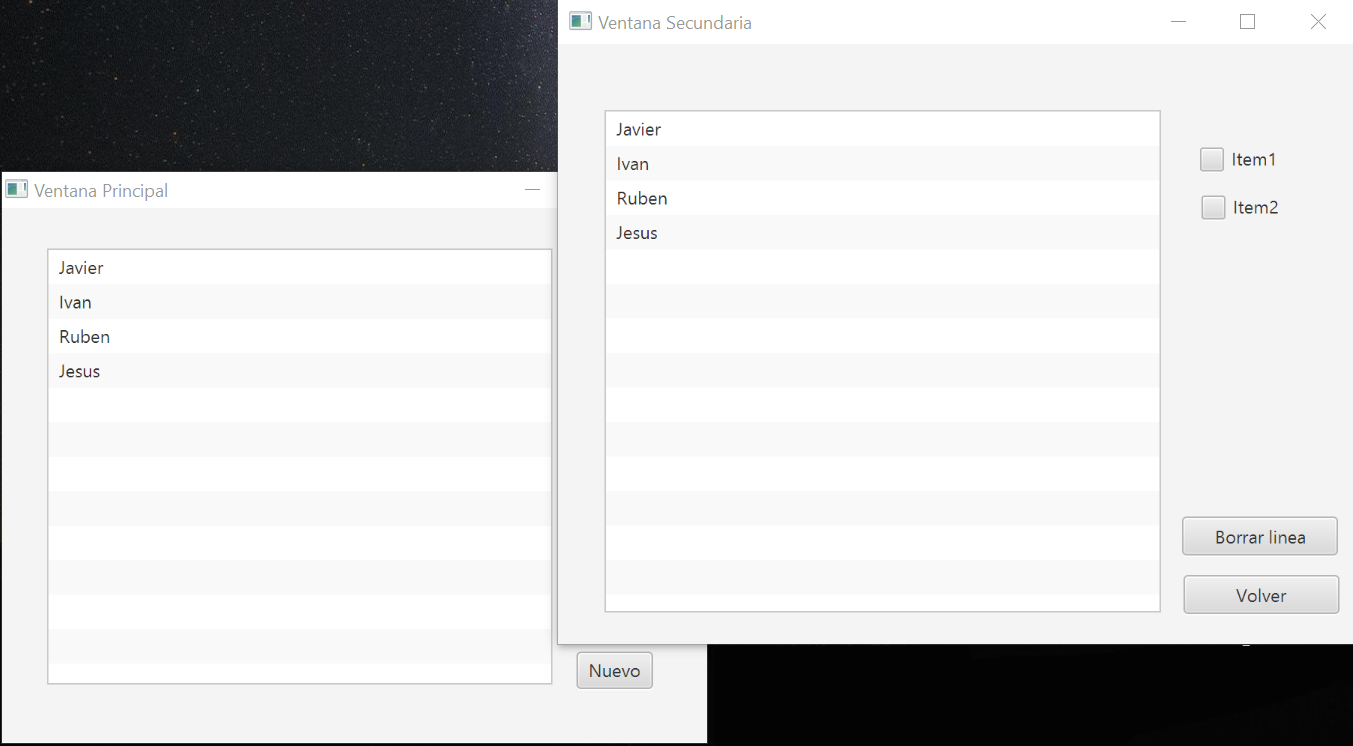 Ventana Secundaria
Javier
Ivan
Ruben
Jesus
Item1
Item2
Borrar linea
Volver
Ventana Principal
Javier
Ivan
Ruben
Jesus
Nuevo